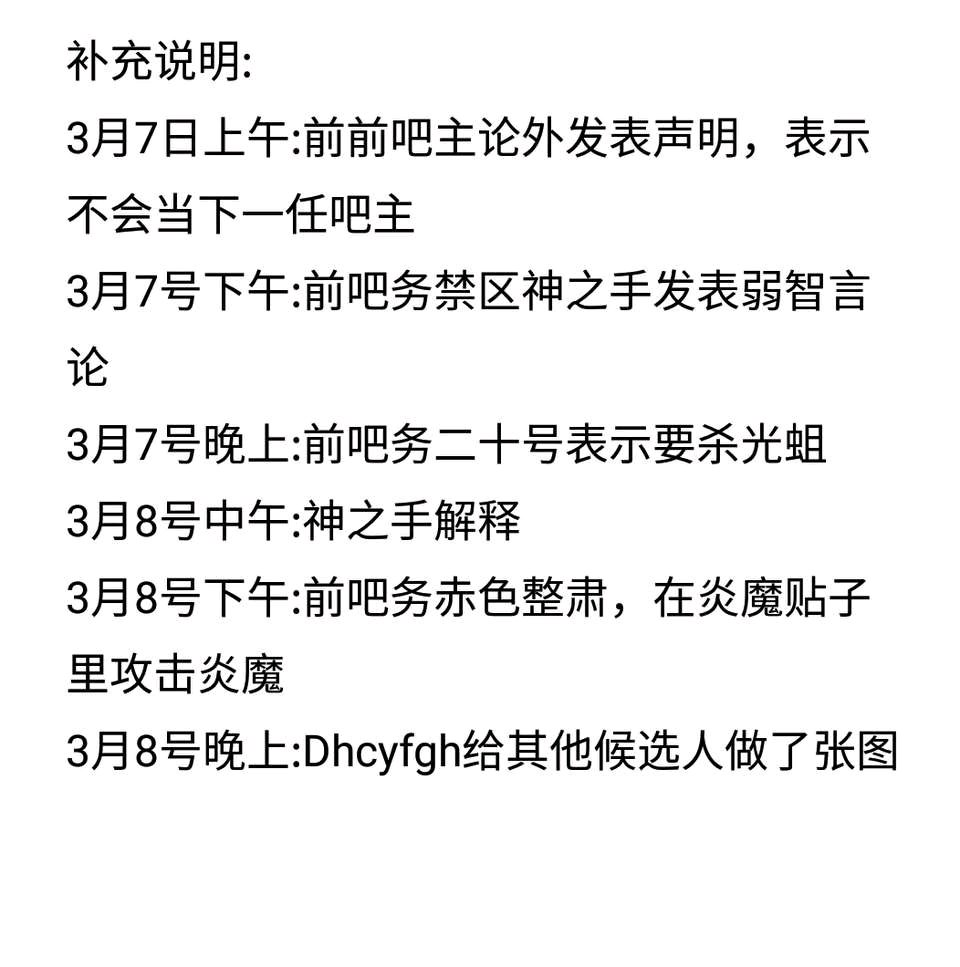 补充说明:
3月7日上午:前前吧主论外发表声明，表示
不会当下一任吧主
3月7号下午:前吧务禁区神之手发表弱智言
论
3月7号晚上:前吧务二十号表示要杀光蛆
3月8号中午:神之手解释
3月8号下午:前吧务赤色整肃，在炎魔贴子
里攻击炎魔
3月8号晚上:Dhcyfgh给其他候选人做了张图